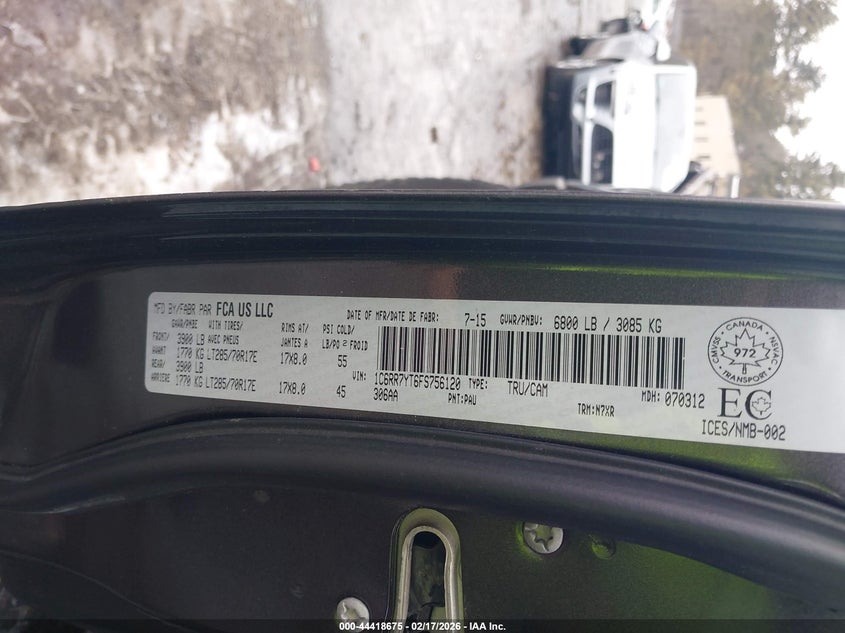 MFD BY/FABR PAR FCA US LLC
DATE OF MFR/DATE DE FABR: 7-15 GVWR/PNBV: 6800 LB / 3085 KG
GAWR/PNBE WITH TIRES/ RIMS AT/ PSI COLD/
FRONT/ 3900 LB AVEC PNEUS JANTES A LB/PO 2 FROID
AVANT 1770 KG LT285/70R17E 17X8.0 55
REAR/ 3900 LB
ARRIERE 1770 KG LT285/70R17E 17X8.0 45
VIN: 1C6RR7YT6FS756120 TYPE: TRU/CAM MDH: 070312
306AA PNT: PAU TRM: N7XR
CANADA
CMVSS 972 NSVAC
TRANSPORT
EC
ICES/NMB-002
000-44418675 - 02/17/2026 - IAA Inc.